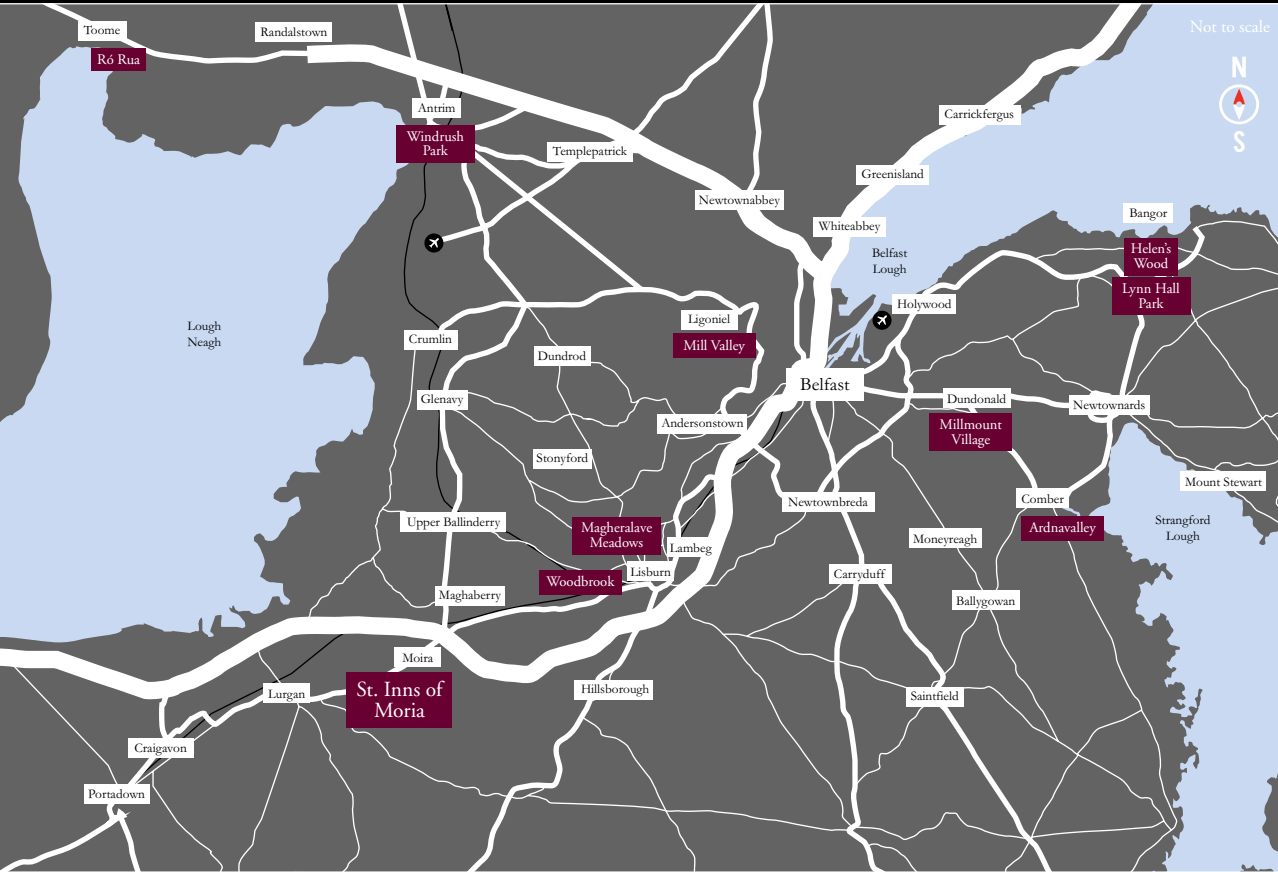 Toome
Randalstown
Not to scale
Ró Rua
N
Antrim
Carrickfergus
S
Windrush
Park
Templepatrick
Greenisland
Newtownabbey
Bangor
Whiteabbey
Helen's
Wood
Belfast
Lough
Lynn Hall
Park
Holywood
Ligoniel
Lough
Neagh
Crumlin
Mill Valley
Dundrod
Belfast
Glenavy
Dundonald
Newtownards
Andersonstown
Millmount
Village
Stonyford
Mount Stewart
Comber
Newtownbreda
Upper Ballinderry
Magheralave
Meadows
Ardnavalley
Strangford
Lough
Moneyreagh
Lambeg
Lisburn
Carryduff
Woodbrook
Maghaberry
Ballygowan
Moira
St. Inns of
Moria
Hillsborough
Lurgan
Saintfield
Craigavon
Portadown